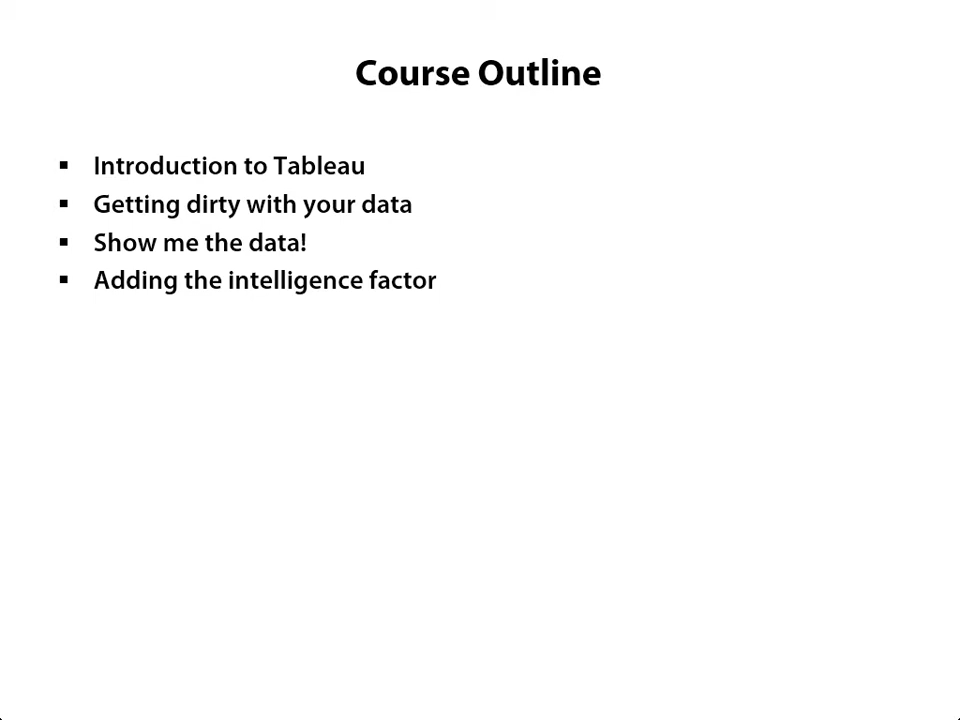 Course Outline
▪ Introduction to Tableau
▪ Getting dirty with your data
▪ Show me the data!
▪ Adding the intelligence factor